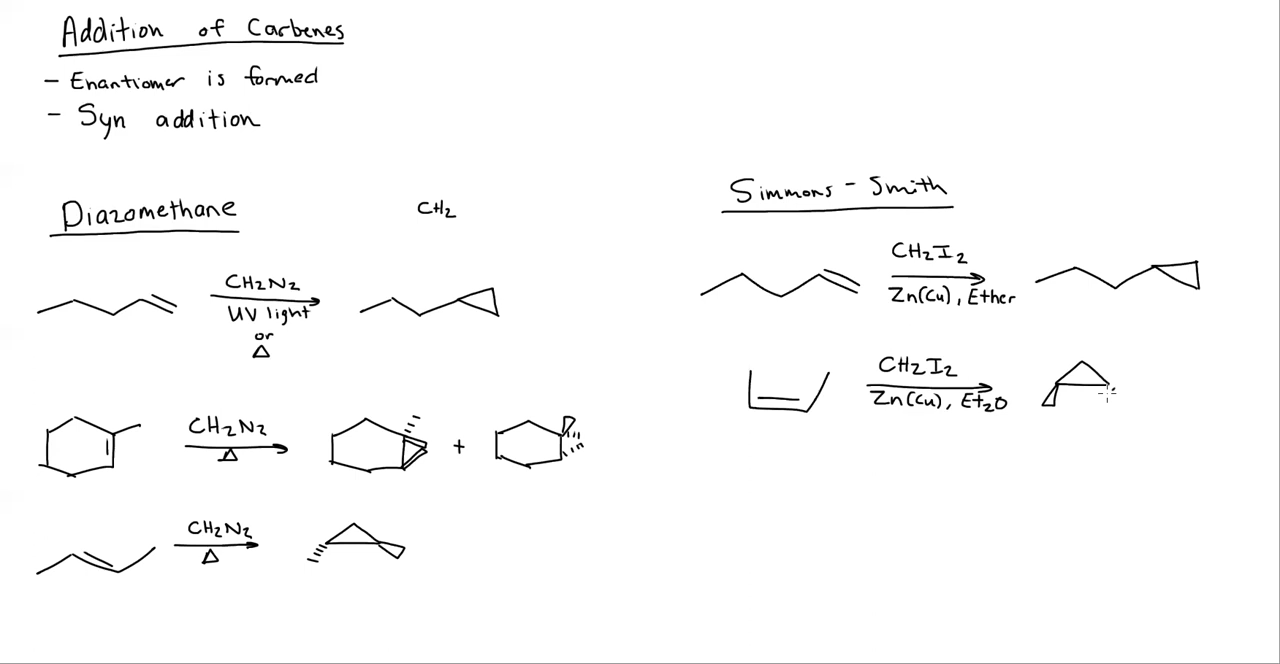 Addition of Carbenes
- Enantiomer is formed
- Syn addition
Diazomethane
CH2
CH2N2
UV light
or
Δ
CH2N2
Δ
+
CH2N2
Δ
Simmons - Smith
CH2I2
Zn(Cu), Ether
CH2I2
Zn(Cu), Et2O